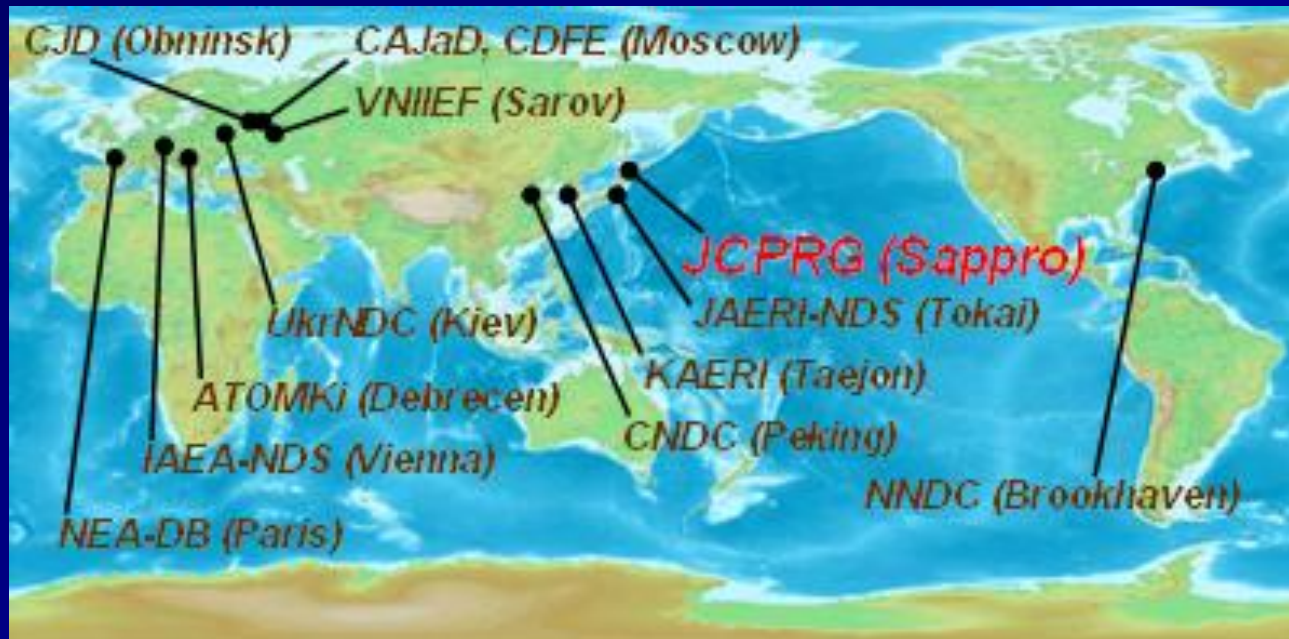 CJD (Obninsk)
CAJaD, CDFE (Moscow)
VNIIEF (Sarov)
JCPRG (Sappro)
JAERI-NDS (Tokai)
UkrNDC (Kiev)
KAERI (Taejon)
ATOMKi (Debrecen)
CNDC (Peking)
IAEA-NDS (Vienna)
NNDC (Brookhaven)
NEA-DB (Paris)